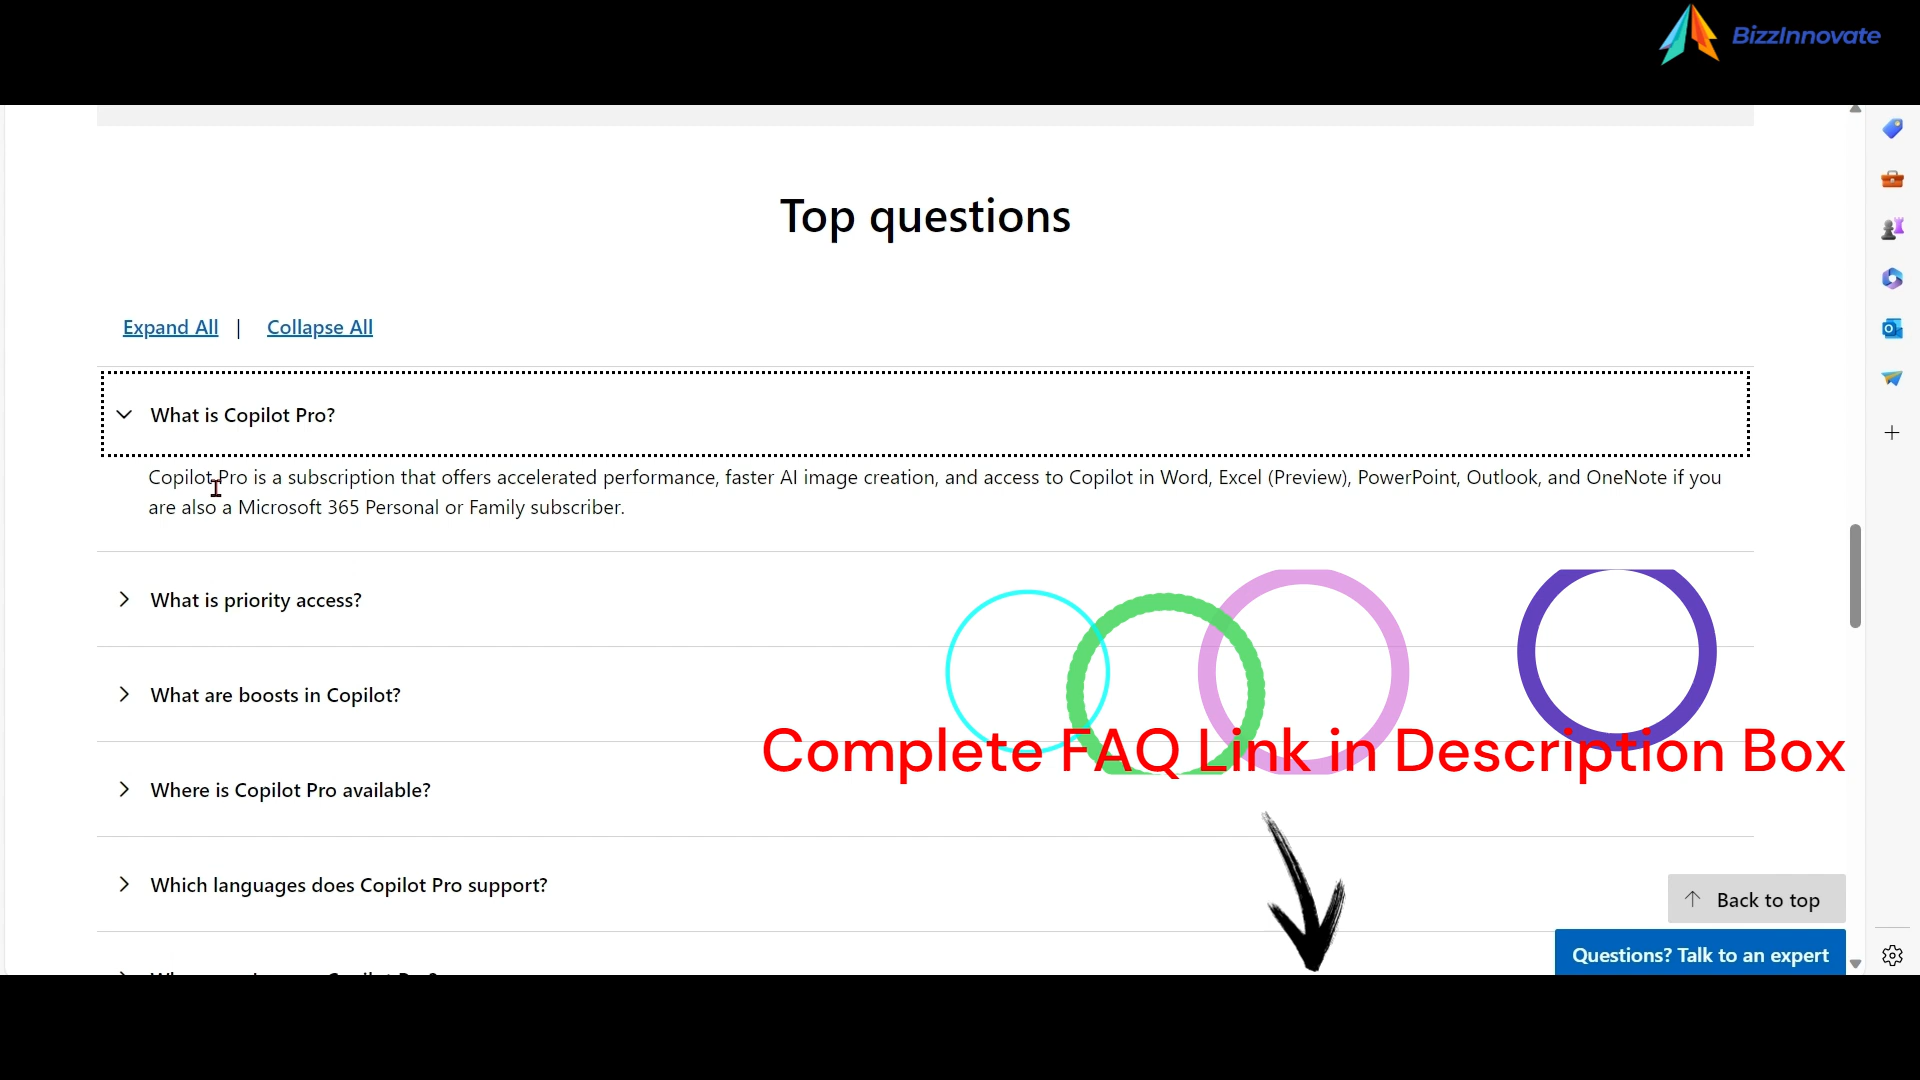 BizzInnovate
Top questions
Expand All | Collapse All
What is Copilot Pro?
Copilot Pro is a subscription that offers accelerated performance, faster AI image creation, and access to Copilot in Word, Excel (Preview), PowerPoint, Outlook, and OneNote if you
are also a Microsoft 365 Personal or Family subscriber.
What is priority access?
What are boosts in Copilot?
Complete FAQ Link in Description Box
Where is Copilot Pro available?
Which languages does Copilot Pro support?
Back to top
Questions? Talk to an expert